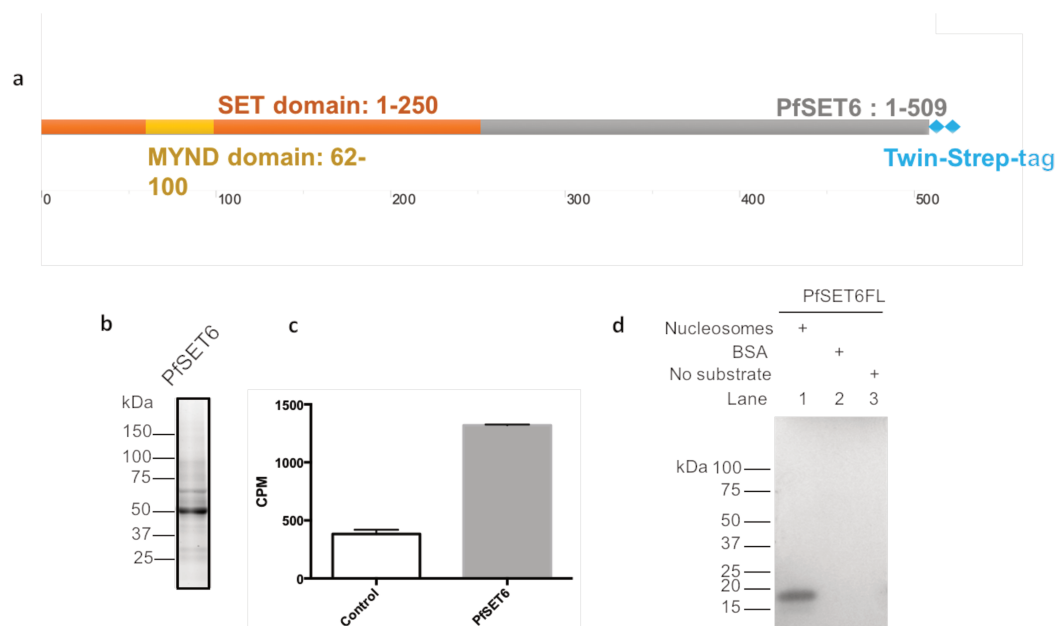 a
SET domain: 1-250
PfSET6 : 1-509
MYND domain: 62-
100
Twin-Strep-tag
0 100 200 300 400 500
b
PfSET6
kDa
150
100
75
50
37
25
c
1500
1000
500
0
CPM
Control
PfSET6
d
PfSET6FL
Nucleosomes +
BSA +
No substrate +
Lane 1 2 3
kDa 100
75
50
37
25
20
15